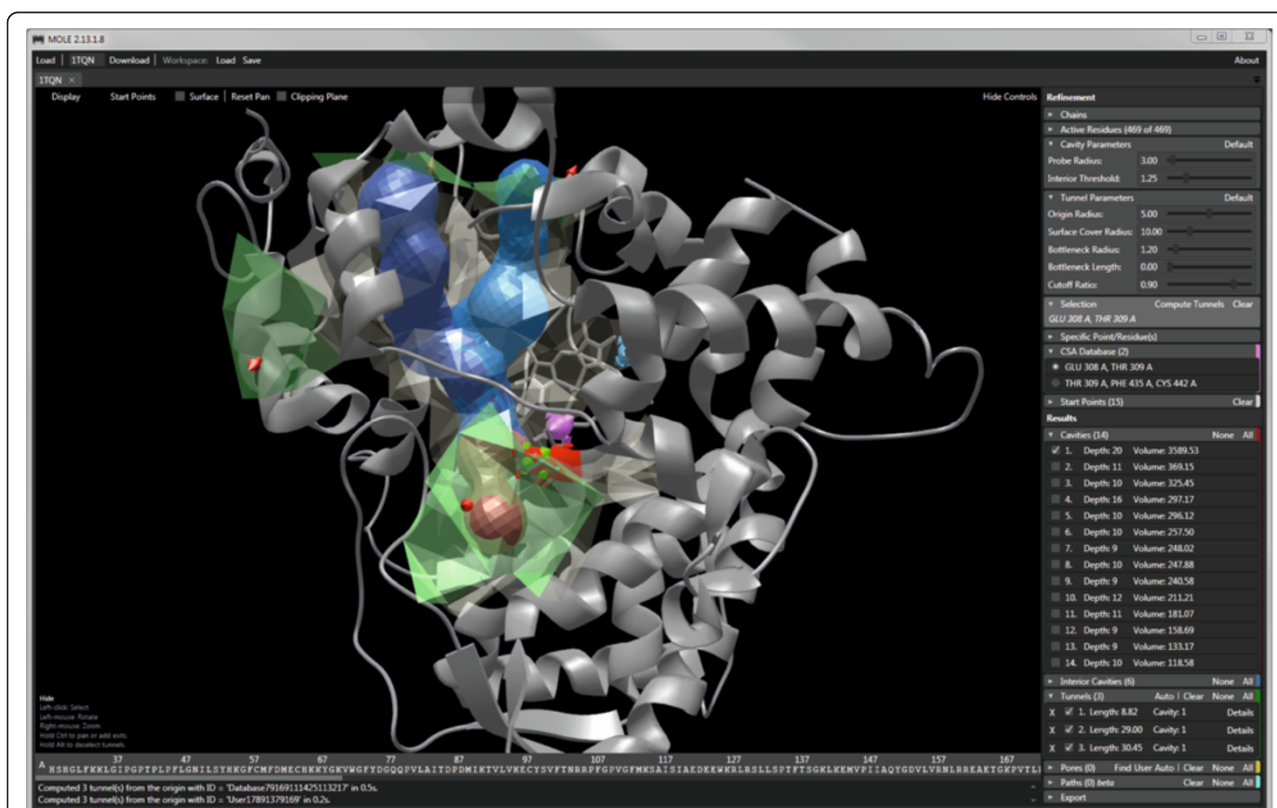 MOLE 2.13.1.8
Load | 1TQN Download | Workspace: Load Save About
1TQN ×
Display Start Points Surface | Reset Pan Clipping Plane Hide Controls
Refinement
Chains
Active Residues (469 of 469)
Cavity Parameters Default
Probe Radius: 3.00
Interior Threshold: 1.25
Tunnel Parameters Default
Origin Radius: 5.00
Surface Cover Radius: 10.00
Bottleneck Radius: 1.20
Bottleneck Length: 0.00
Cutoff Ratio: 0.90
Selection Compute Tunnels Clear
GLU 308 A, THR 309 A
Specific Point/Residue(s)
CSA Database (2)
GLU 308 A, THR 309 A
THR 309 A, PHE 435 A, CYS 442 A
Start Points (15) Clear
Results
Cavities (14) None All
1. Depth: 20 Volume: 3589.53
2. Depth: 11 Volume: 369.15
3. Depth: 10 Volume: 325.45
4. Depth: 16 Volume: 297.17
5. Depth: 10 Volume: 296.12
6. Depth: 10 Volume: 257.50
7. Depth: 9 Volume: 248.02
8. Depth: 10 Volume: 247.88
9. Depth: 9 Volume: 240.58
10. Depth: 12 Volume: 211.21
11. Depth: 11 Volume: 181.07
12. Depth: 9 Volume: 158.69
13. Depth: 9 Volume: 133.17
14. Depth: 10 Volume: 118.58
Interior Cavities (6) None All
Tunnels (3) Auto | Clear None All
X 1. Length: 8.82 Cavity: 1 Details
X 2. Length: 29.00 Cavity: 1 Details
X 3. Length: 30.45 Cavity: 1 Details
Pores (0) Find User Auto | Clear None All
Paths (0) beta Clear None All
Export
Hide
Left-click: Select
Left-mouse: Rotate
Right-mouse: Zoom
Hold Ctrl to pan or add exits.
Hold Alt to deselect tunnels.
37 47 57 67 77 87 97 107 117 127 137 147 157 167
A HSHGLFKKLGIPGPTPLPFLGNILSYHKGFCMFDMECHKKYGKVWGFYDGQQPVLAITDPDMIKTVLVKECYSVFTNRRPFGPVGFMKSAISIAEDEEWKRLRSLLSPTFTSGKLKEMVPIIAQYGDVLVRNLRREAETGKPVTL
Computed 3 tunnel(s) from the origin with ID = 'Database79169111425113217' in 0.5s.
Computed 3 tunnel(s) from the origin with ID = 'User17891379169' in 0.2s.